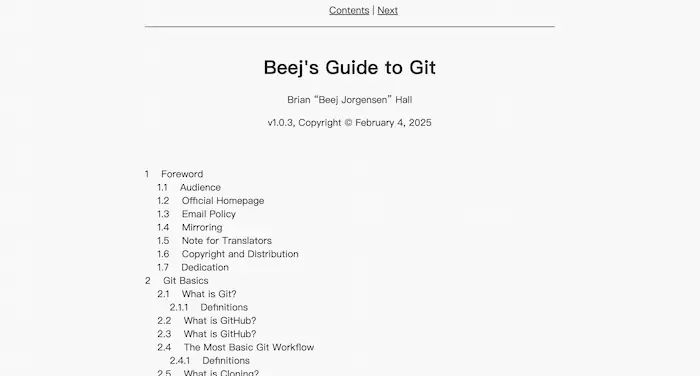 Contents | Next
Beej's Guide to Git
Brian “Beej Jorgensen” Hall
v1.0.3, Copyright © February 4, 2025
1 Foreword
1.1 Audience
1.2 Official Homepage
1.3 Email Policy
1.4 Mirroring
1.5 Note for Translators
1.6 Copyright and Distribution
1.7 Dedication
2 Git Basics
2.1 What is Git?
2.1.1 Definitions
2.2 What is GitHub?
2.3 What is GitHub?
2.4 The Most Basic Git Workflow
2.4.1 Definitions
2.5 What is Cloning?